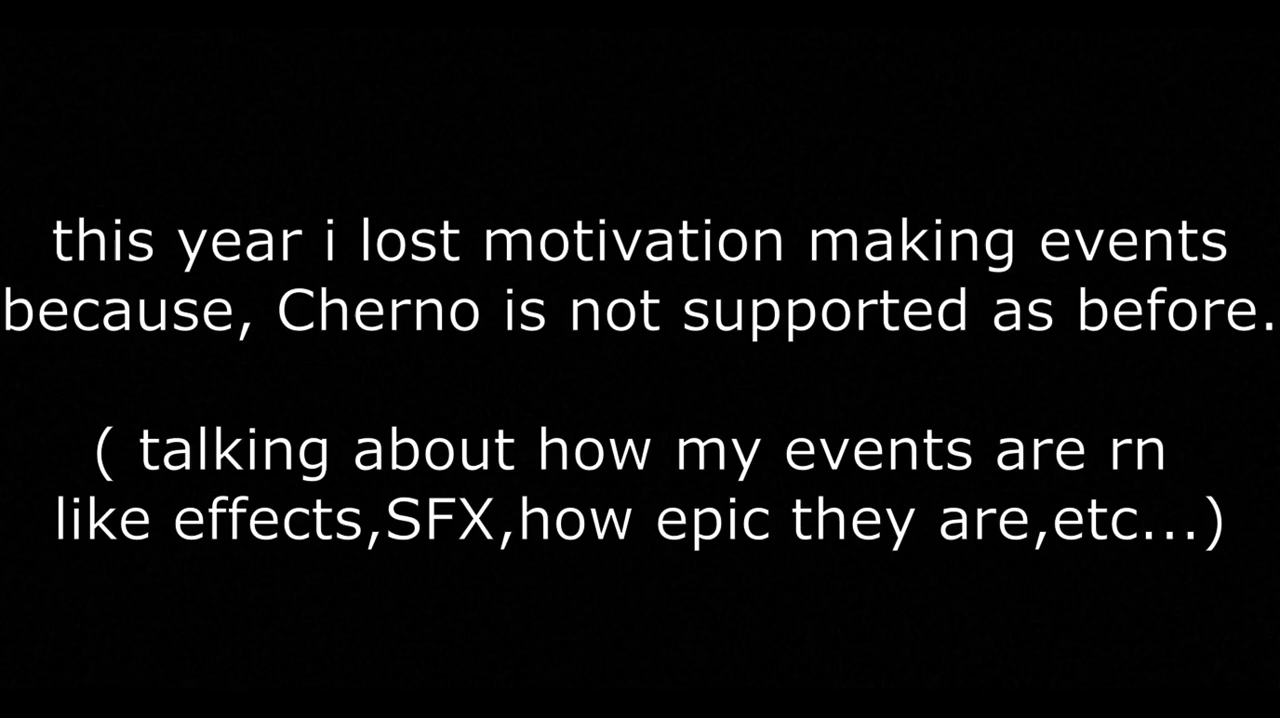 this year i lost motivation making events
because, Cherno is not supported as before.
( talking about how my events are rn
like effects,SFX,how epic they are,etc...)